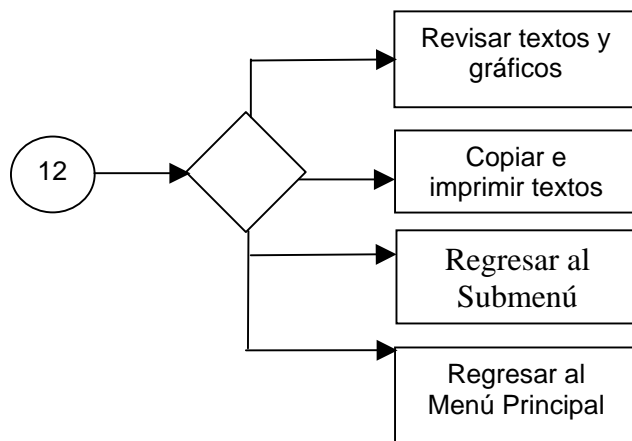 Revisar textos y
gráficos
12
Copiar e
imprimir textos
Regresar al
Submenú
Regresar al
Menú Principal